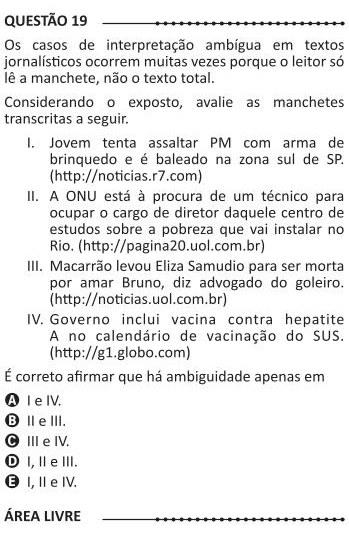 QUESTÃO 19
Os casos de interpretação ambígua em textos
jornalísticos ocorrem muitas vezes porque o leitor só
lê a manchete, não o texto total.
Considerando o exposto, avalie as manchetes
transcritas a seguir.
I. Jovem tenta assaltar PM com arma de
brinquedo e é baleado na zona sul de SP.
(http://noticias.r7.com)
II. A ONU está à procura de um técnico para
ocupar o cargo de diretor daquele centro de
estudos sobre a pobreza que vai instalar no
Rio. (http://pagina20.uol.com.br)
III. Macarrão levou Eliza Samudio para ser morta
por amar Bruno, diz advogado do goleiro.
(http://noticias.uol.com.br)
IV. Governo inclui vacina contra hepatite
A no calendário de vacinação do SUS.
(http://g1.globo.com)
É correto afirmar que há ambiguidade apenas em
A I e IV.
B II e III.
C III e IV.
D I, II e III.
E I, II e IV.
ÁREA LIVRE